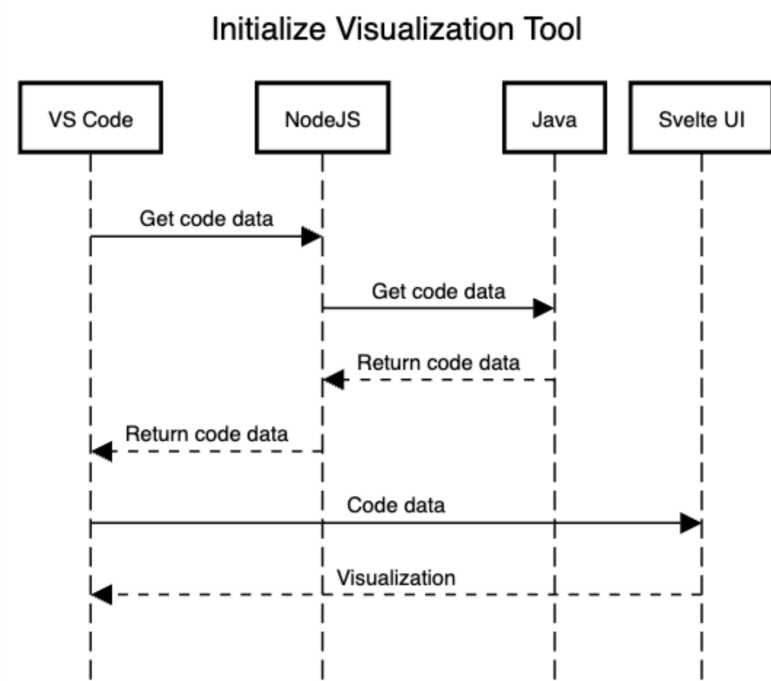 Initialize Visualization Tool
VS Code
NodeJS
Java
Svelte UI
Get code data
Get code data
Return code data
Return code data
Code data
Visualization